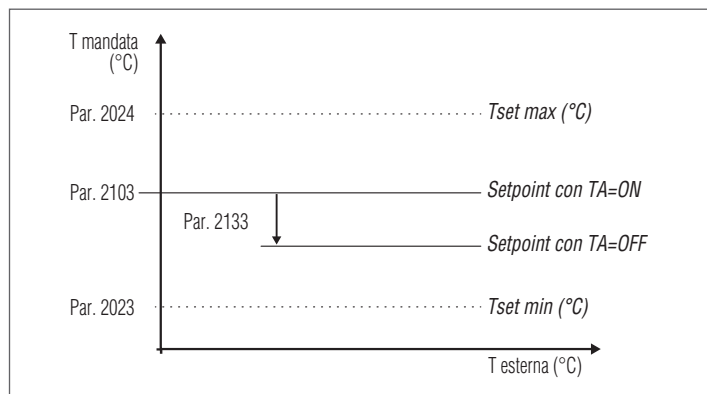 T mandata
(°C)
Par. 2024
Tset max (°C)
Par. 2103
Setpoint con TA=ON
Par. 2133
Setpoint con TA=OFF
Par. 2023
Tset min (°C)
T esterna (°C)